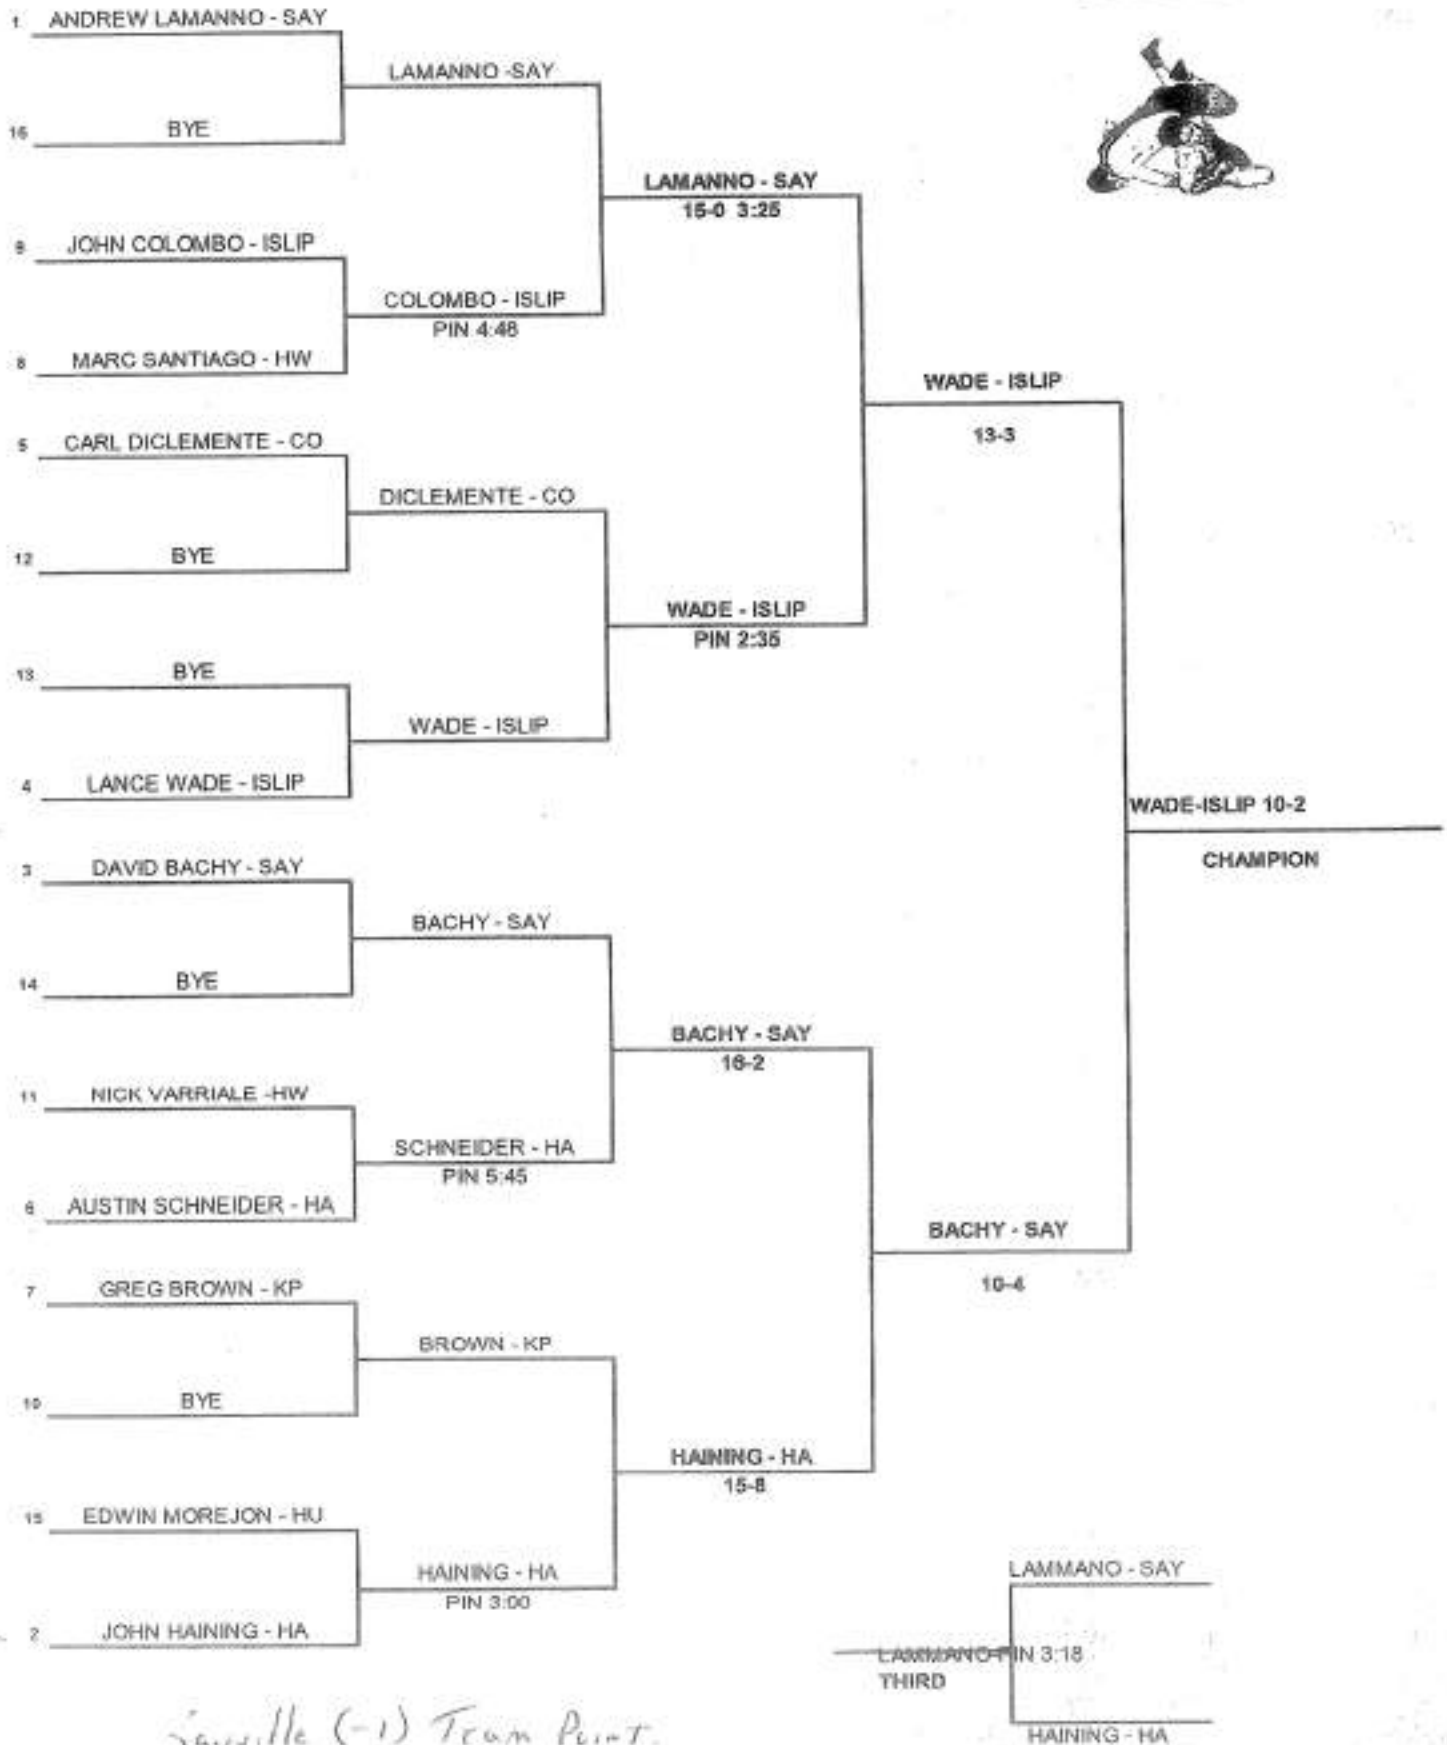 1 ANDREW LAMANNO - SAY
LAMANNO -SAY
16 BYE
LAMANNO - SAY
15-0 3:25
9 JOHN COLOMBO - ISLIP
COLOMBO - ISLIP
PIN 4:48
8 MARC SANTIAGO - HW
WADE - ISLIP
13-3
5 CARL DICLEMENTE - CO
DICLEMENTE - CO
12 BYE
WADE - ISLIP
PIN 2:35
13 BYE
WADE - ISLIP
4 LANCE WADE - ISLIP
WADE-ISLIP 10-2
CHAMPION
3 DAVID BACHY - SAY
BACHY - SAY
14 BYE
BACHY - SAY
16-2
11 NICK VARRIALE -HW
SCHNEIDER - HA
PIN 5:45
6 AUSTIN SCHNEIDER - HA
BACHY - SAY
10-4
7 GREG BROWN - KP
BROWN - KP
10 BYE
HAINING - HA
15-8
15 EDWIN MOREJON - HU
HAINING - HA
PIN 3:00
2 JOHN HAINING - HA
LAMMANO - SAY
LAMMANO-PIN 3:18
THIRD
HAINING - HA
(-1) Team Point